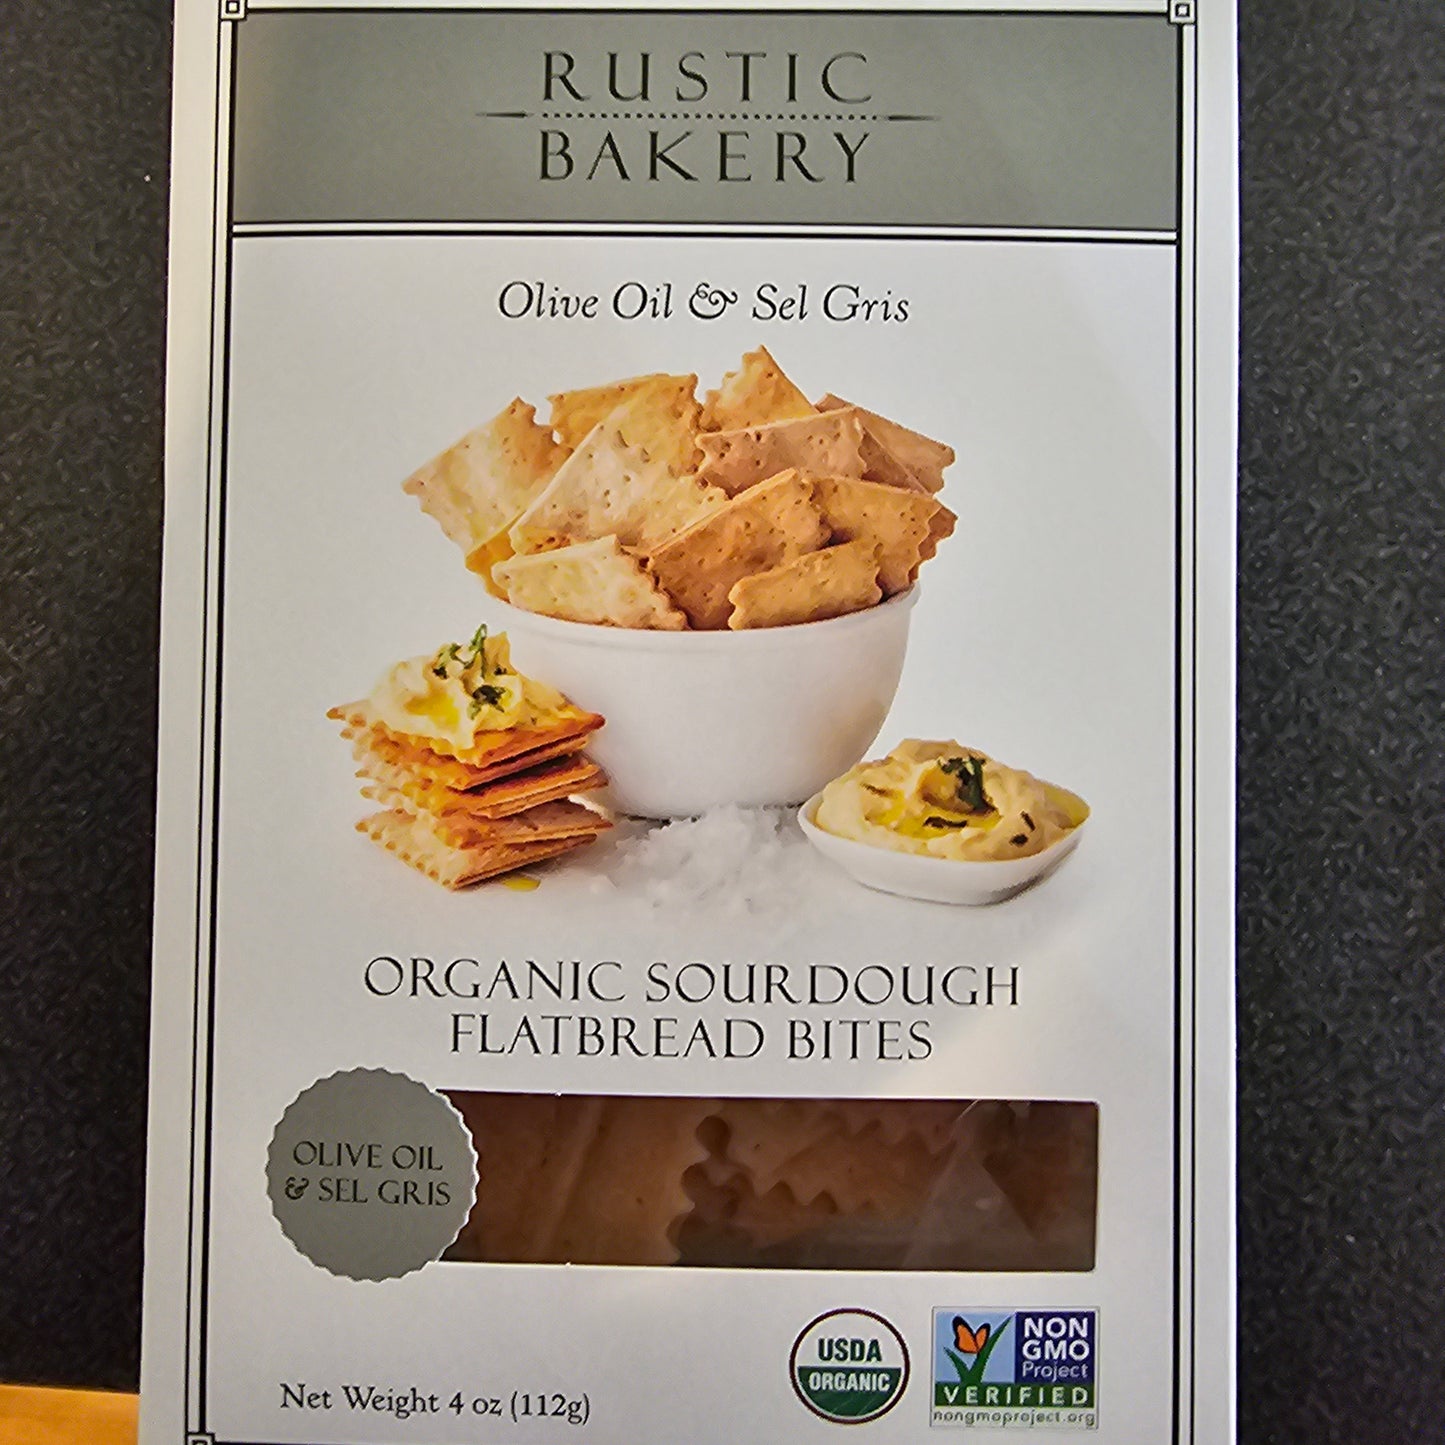 RUSTIC
BAKERY
Olive Oil & Sel Gris
ORGANIC SOURDOUGH
FLATBREAD BITES
OLIVE OIL
& SEL GRIS
Net Weight 4 oz (112g)
USDA
ORGANIC
NON
GMO
Project
VERIFIED
nongmoproject.org